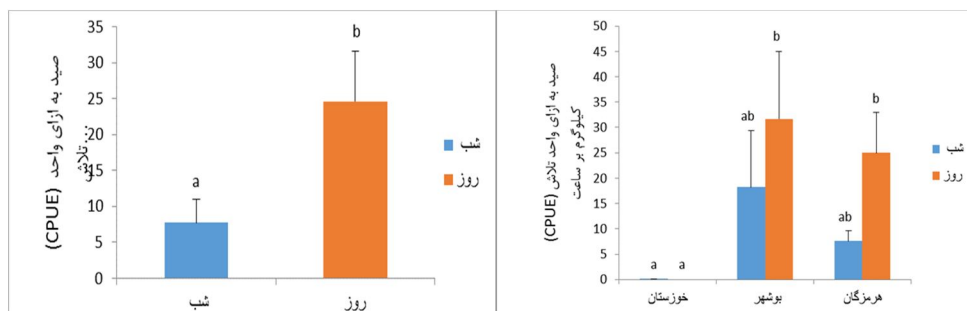 35
30
25
20
15
10
5
0
صید به ازای واحد (CPUE)
تلاش...
a
b
شب
روز
شب
روز
50
45
40
35
30
25
20
15
10
5
0
صید به ازای واحد تلاش (CPUE)
کیلوگرم بر ساعت
a
a
ab
b
ab
b
خوزستان
بوشهر
هرمزگان
شب
روز